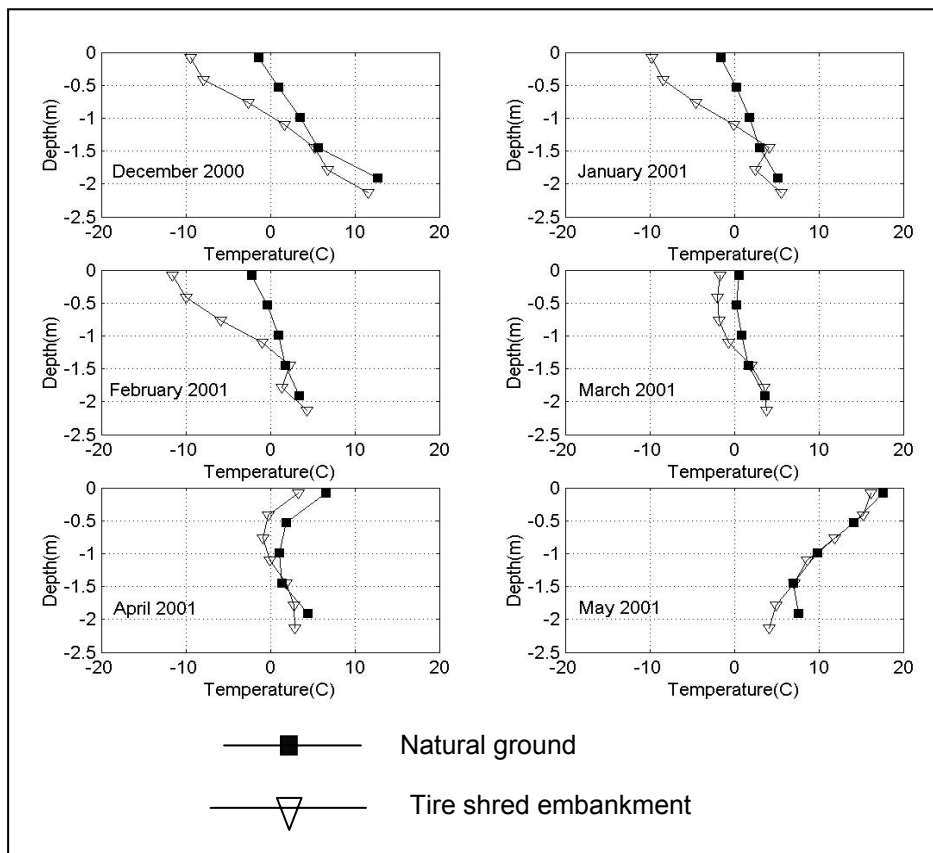 0
-0.5
-1
-1.5
-2
-2.5
Depth(m)
December 2000
-20 -10 0 10 20
Temperature(C)
0
-0.5
-1
-1.5
-2
-2.5
Depth(m)
January 2001
-20 -10 0 10 20
Temperature(C)
0
-0.5
-1
-1.5
-2
-2.5
Depth(m)
February 2001
-20 -10 0 10 20
Temperature(C)
0
-0.5
-1
-1.5
-2
-2.5
Depth(m)
March 2001
-20 -10 0 10 20
Temperature(C)
0
-0.5
-1
-1.5
-2
-2.5
Depth(m)
April 2001
-20 -10 0 10 20
Temperature(C)
0
-0.5
-1
-1.5
-2
-2.5
Depth(m)
May 2001
-20 -10 0 10 20
Temperature(C)
Natural ground
Tire shred embankment